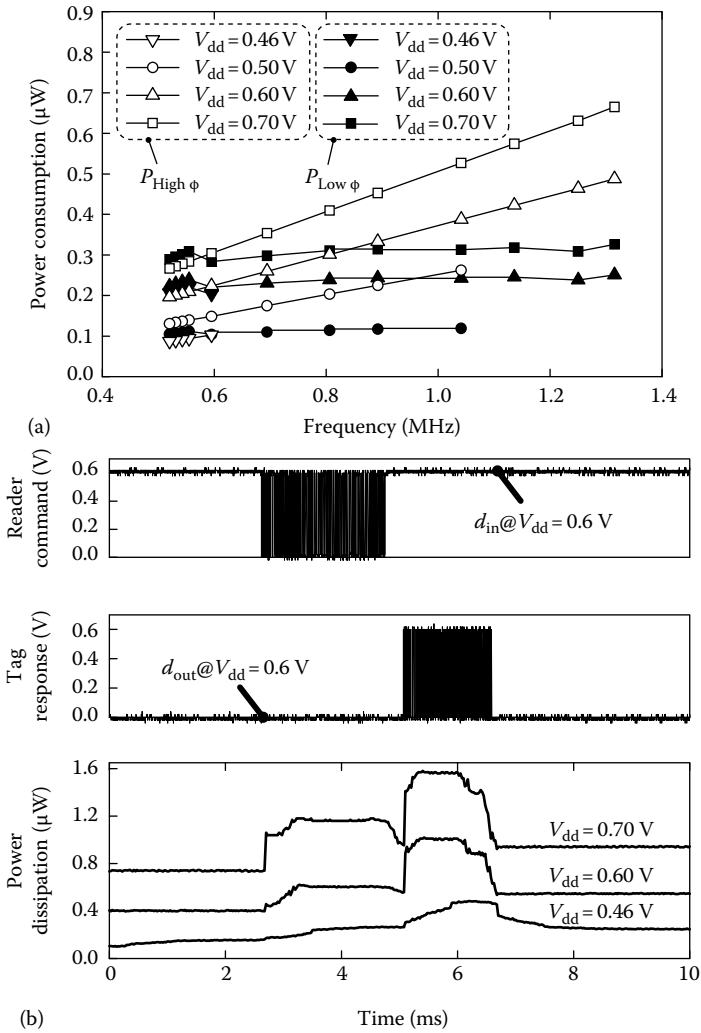 0.9
0.8
0.7
0.6
0.5
0.4
0.3
0.2
0.1
0.0
Power consumption (μW)
V_dd = 0.46 V
V_dd = 0.50 V
V_dd = 0.60 V
V_dd = 0.70 V
V_dd = 0.46 V
V_dd = 0.50 V
V_dd = 0.60 V
V_dd = 0.70 V
P_High ϕ
P_Low ϕ
0.4 0.6 0.8 1.0 1.2 1.4
(a)
Frequency (MHz)
Reader
command (V)
0.6
0.4
0.2
0.0
d_in@V_dd = 0.6 V
Tag
response (V)
0.6
0.4
0.2
0.0
d_out@V_dd = 0.6 V
Power
dissipation (μW)
1.6
1.2
0.8
0.4
0.0
V_dd = 0.70 V
V_dd = 0.60 V
V_dd = 0.46 V
0 2 4 6 8 10
(b)
Time (ms)